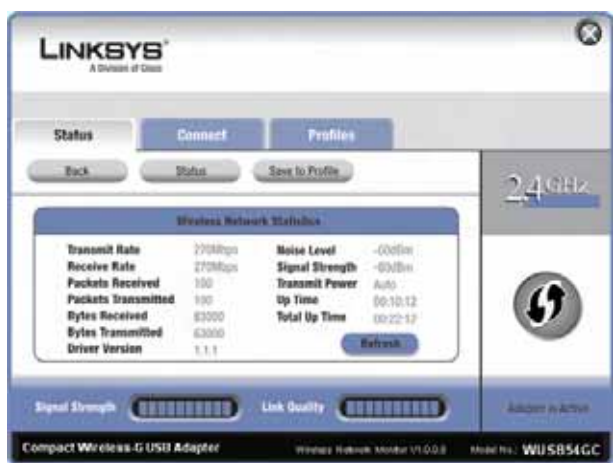 LINKSYS®
A Division of Cisco
Status Connect Profiles
Back Status Save to Profile
2.4GHz
Wireless Network Statistics
Transmit Rate 270Mbps Noise Level -60dBm
Receive Rate 270Mbps Signal Strength -60dBm
Packets Received 100 Transmit Power Auto
Packets Transmitted 100 Up Time 00:10:12
Bytes Received 63000 Total Up Time 00:22:12
Bytes Transmitted 63000
Driver Version 1.1.1
Refresh
Signal Strength Link Quality Adapter is Active
Compact Wireless-G USB Adapter Wireless Network Monitor V1.0.0.8 Model No.: WUSB54GC